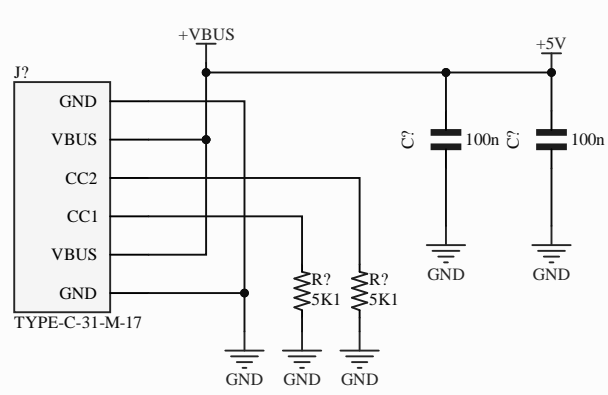 +VBUS
+5V
J?
GND
VBUS
CC2
CC1
VBUS
GND
TYPE-C-31-M-17
C?
100n
C?
100n
GND
GND
R?
5K1
R?
5K1
GND
GND
GND